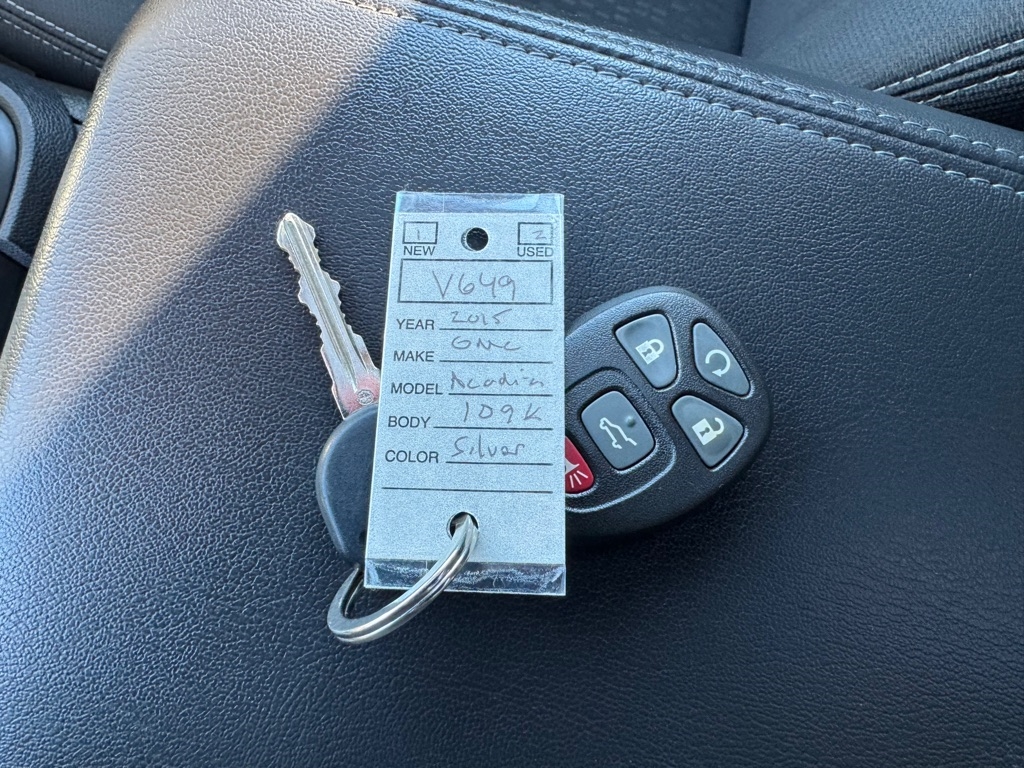 1 2
NEW USED
V649
YEAR 2015
MAKE GMC
MODEL Acadia
BODY 109K
COLOR Silver